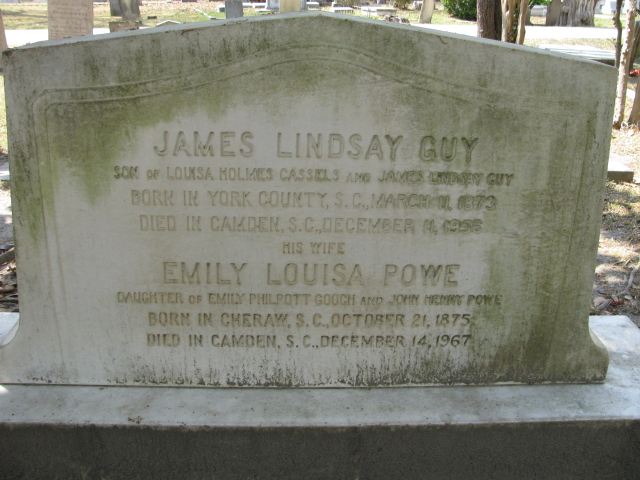 JAMES LINDSAY GUY
SON OF LOUISA HOLMES CASSELS AND JAMES LINDSAY GUY
BORN IN YORK COUNTY, S.C., MARCH 11, 1873
DIED IN CAMDEN, S.C., DECEMBER 11, 1956
HIS WIFE
EMILY LOUISA POWE
DAUGHTER OF EMILY PHILPOTT GOOCH AND JOHN HENRY POWE
BORN IN CHERAW, S.C., OCTOBER 21, 1875
DIED IN CAMDEN, S.C., DECEMBER 14, 1967